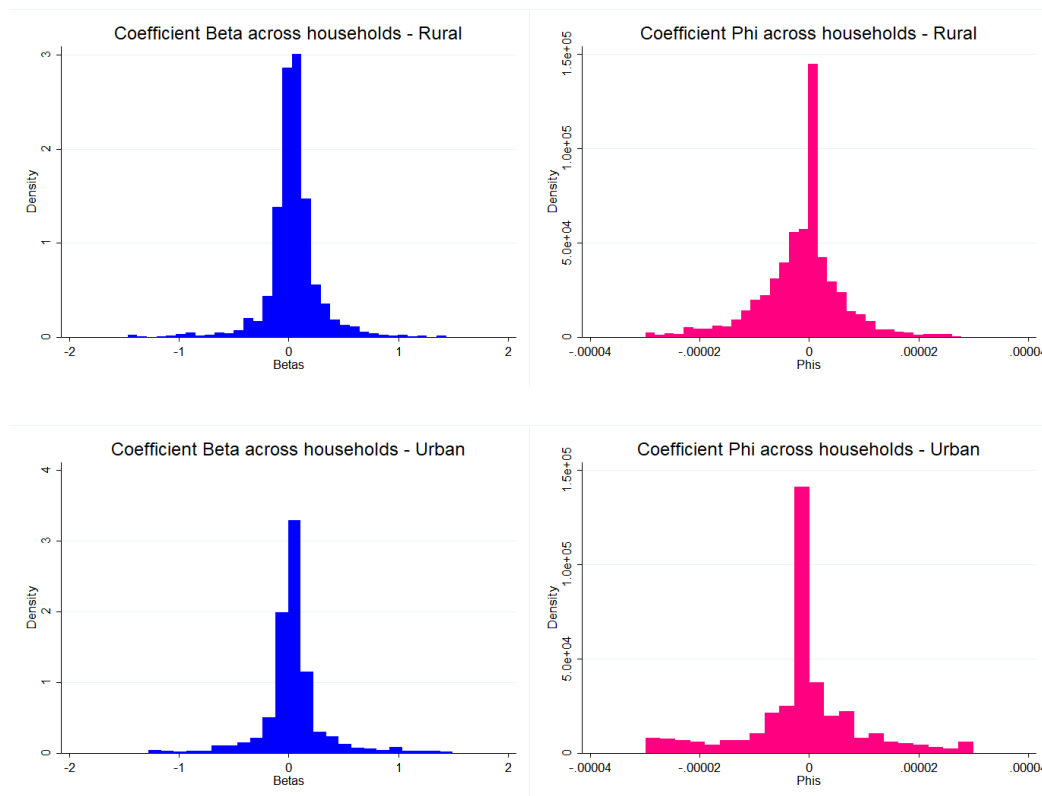 Coefficient Beta across households - Rural
Density
3
2
1
0
-2 -1 0 1 2
Betas
Coefficient Phi across households - Rural
Density
1.5e+05
1.0e+05
5.0e+04
0
-.00004 -.00002 0 .00002 .00004
Phis
Coefficient Beta across households - Urban
Density
4
3
2
1
0
-2 -1 0 1 2
Betas
Coefficient Phi across households - Urban
Density
1.5e+05
1.0e+05
5.0e+04
0
-.00004 -.00002 0 .00002 .00004
Phis